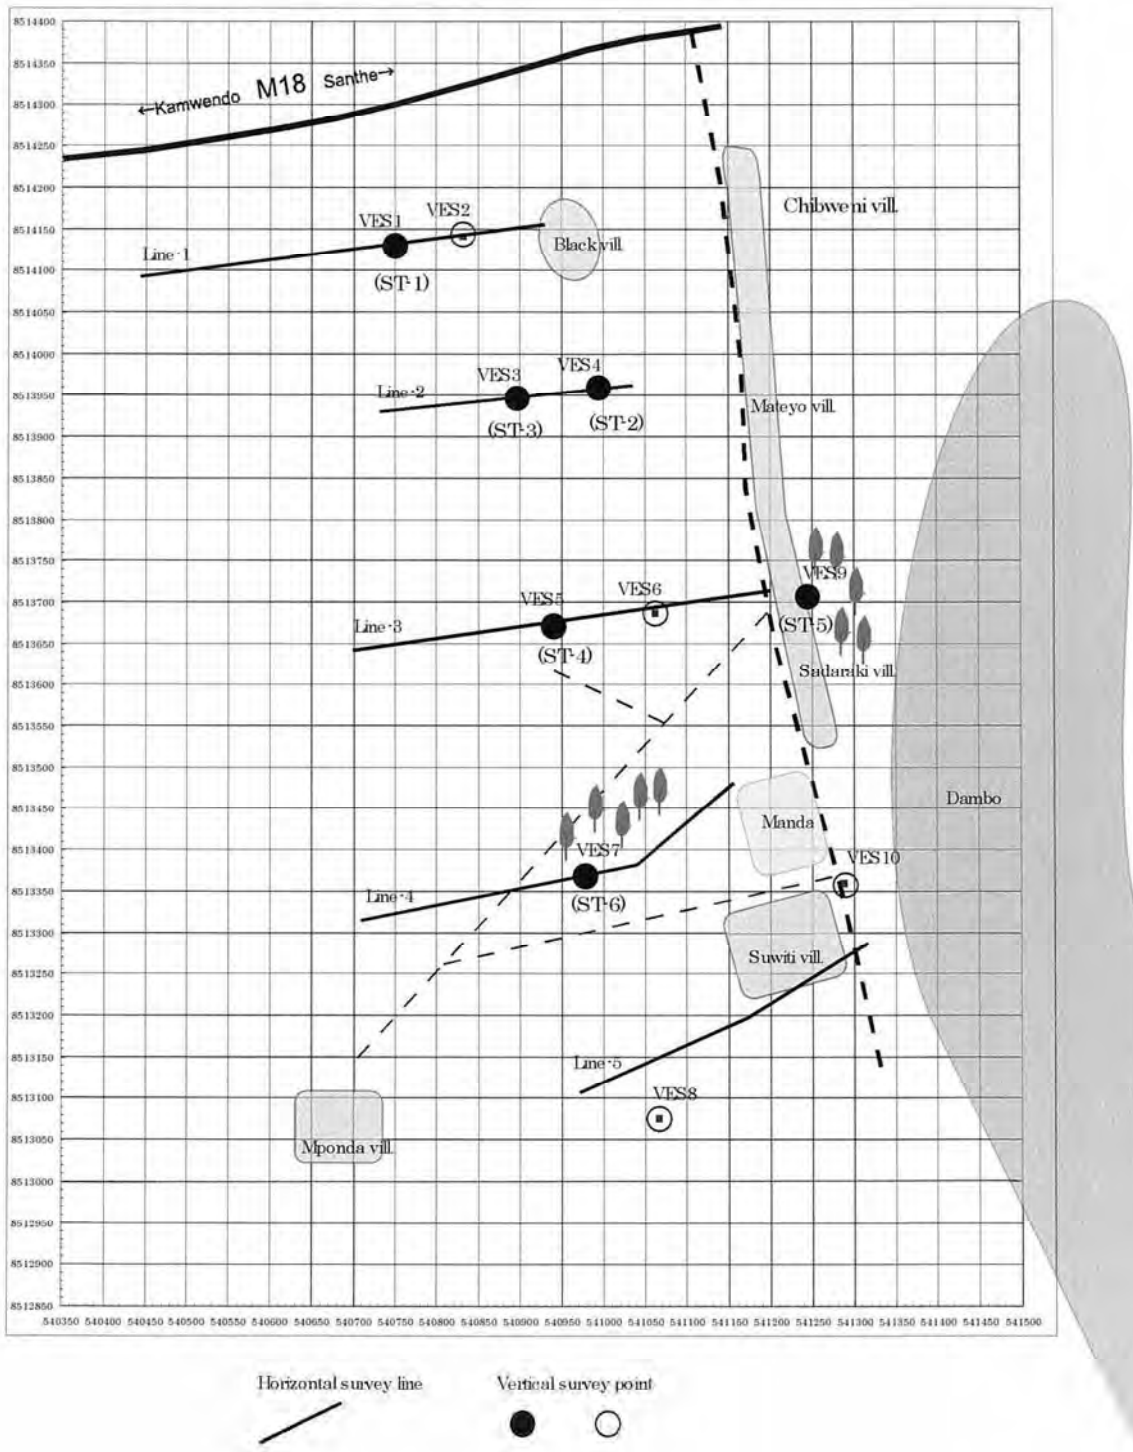 8514400
8514350
8514300
8514250
8514200
8514150
8514100
8514050
8514000
8513950
8513900
8513850
8513800
8513750
8513700
8513650
8513600
8513550
8513500
8513450
8513400
8513350
8513300
8513250
8513200
8513150
8513100
8513050
8513000
8512950
8512900
8512850
←Kamwendo M18 Santhe→
Chibweni vill.
VES1
VES2
Line-1
Black vill.
(ST-1)
VES3
VES4
Line-2
Mateyo vill.
(ST-3)
(ST-2)
VES9
VES5
VES6
Line-3
(ST-5)
(ST-4)
Sadaraki vill.
Dambo
Manda
VES7
VES10
Line-4
(ST-6)
Suwiti vill.
Line-5
VES8
Mponda vill.
540350 540400 540450 540500 540550 540600 540650 540700 540750 540800 540850 540900 540950 541000 541050 541100 541150 541200 541250 541300 541350 541400 541450 541500
Horizontal survey line
Vertical survey point